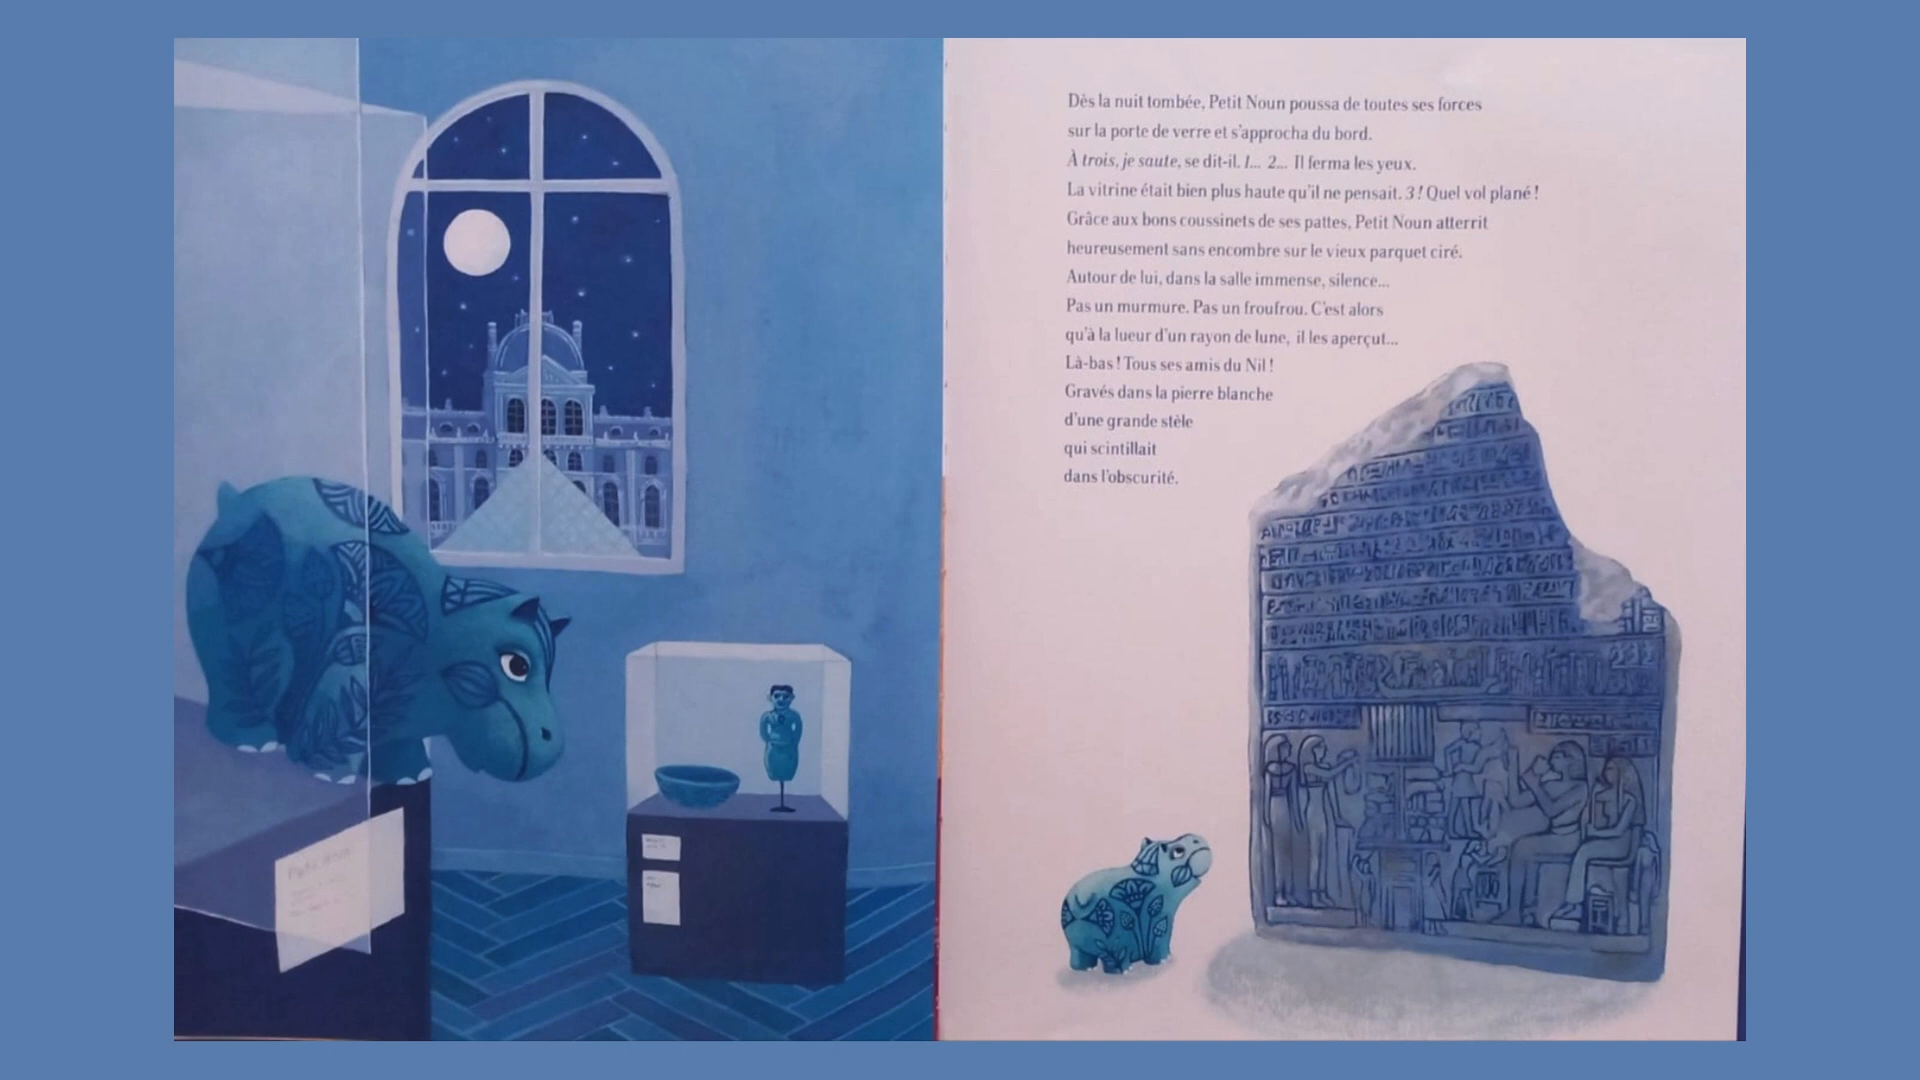 Dès la nuit tombée, Petit Noun poussa de toutes ses forces
sur la porte de verre et s'approcha du bord.
À trois, je saute, se dit-il. 1... 2... Il ferma les yeux.
La vitrine était bien plus haute qu'il ne pensait. 3 ! Quel vol plané !
Grâce aux bons coussinets de ses pattes, Petit Noun atterrit
heureusement sans encombre sur le vieux parquet ciré.
Autour de lui, dans la salle immense, silence...
Pas un murmure. Pas un froufrou. C'est alors
qu'à la lueur d'un rayon de lune, il les aperçut...
Là-bas ! Tous ses amis du Nil !
Gravés dans la pierre blanche
d'une grande stèle
qui scintillait
dans l'obscurité.